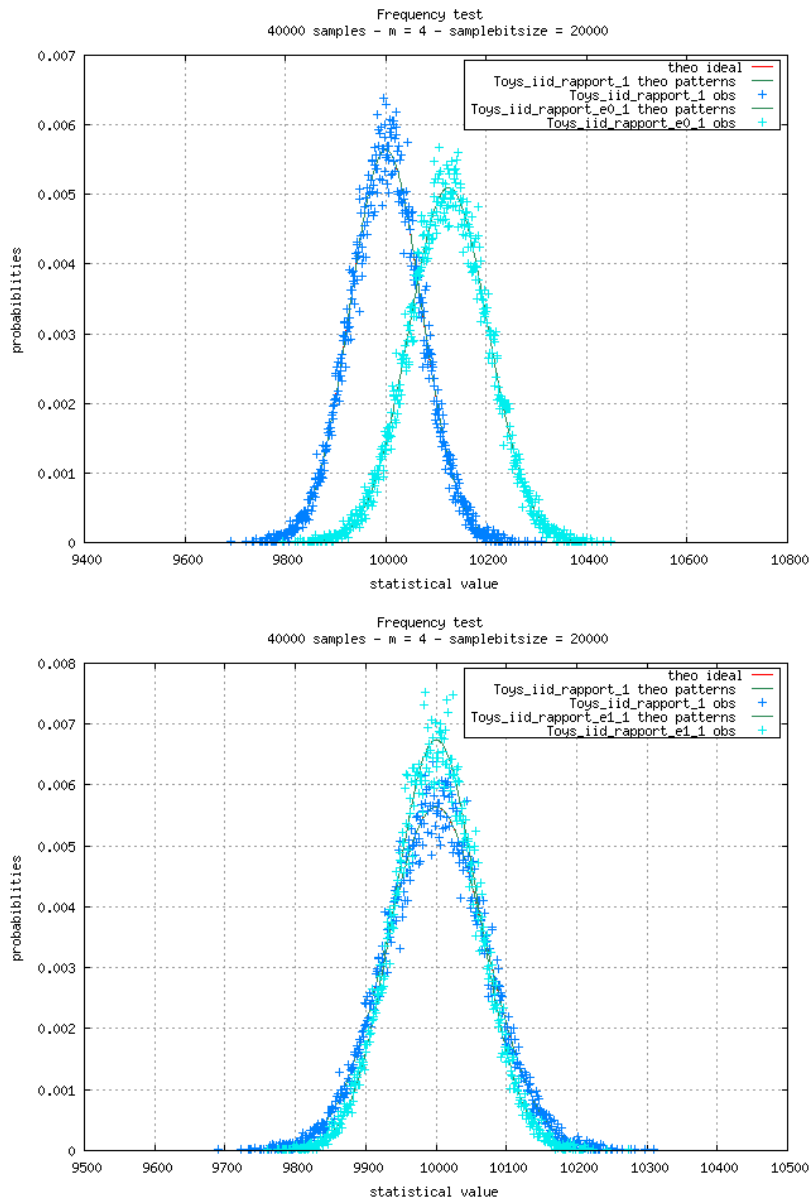 Frequency test
40000 samples - m = 4 - samplebitsize = 20000
0.007
0.006
0.005
0.004
0.003
0.002
0.001
0
probabiblities
theo ideal
Toys_iid_rapport_1 theo patterns
Toys_iid_rapport_1 obs
Toys_iid_rapport_e0_1 theo patterns
Toys_iid_rapport_e0_1 obs
9400 9600 9800 10000 10200 10400 10600 10800
statistical value
Frequency test
40000 samples - m = 4 - samplebitsize = 20000
0.008
0.007
0.006
0.005
0.004
0.003
0.002
0.001
0
probabiblities
theo ideal
Toys_iid_rapport_1 theo patterns
Toys_iid_rapport_1 obs
Toys_iid_rapport_e1_1 theo patterns
Toys_iid_rapport_e1_1 obs
9500 9600 9700 9800 9900 10000 10100 10200 10300 10400 10500
statistical value